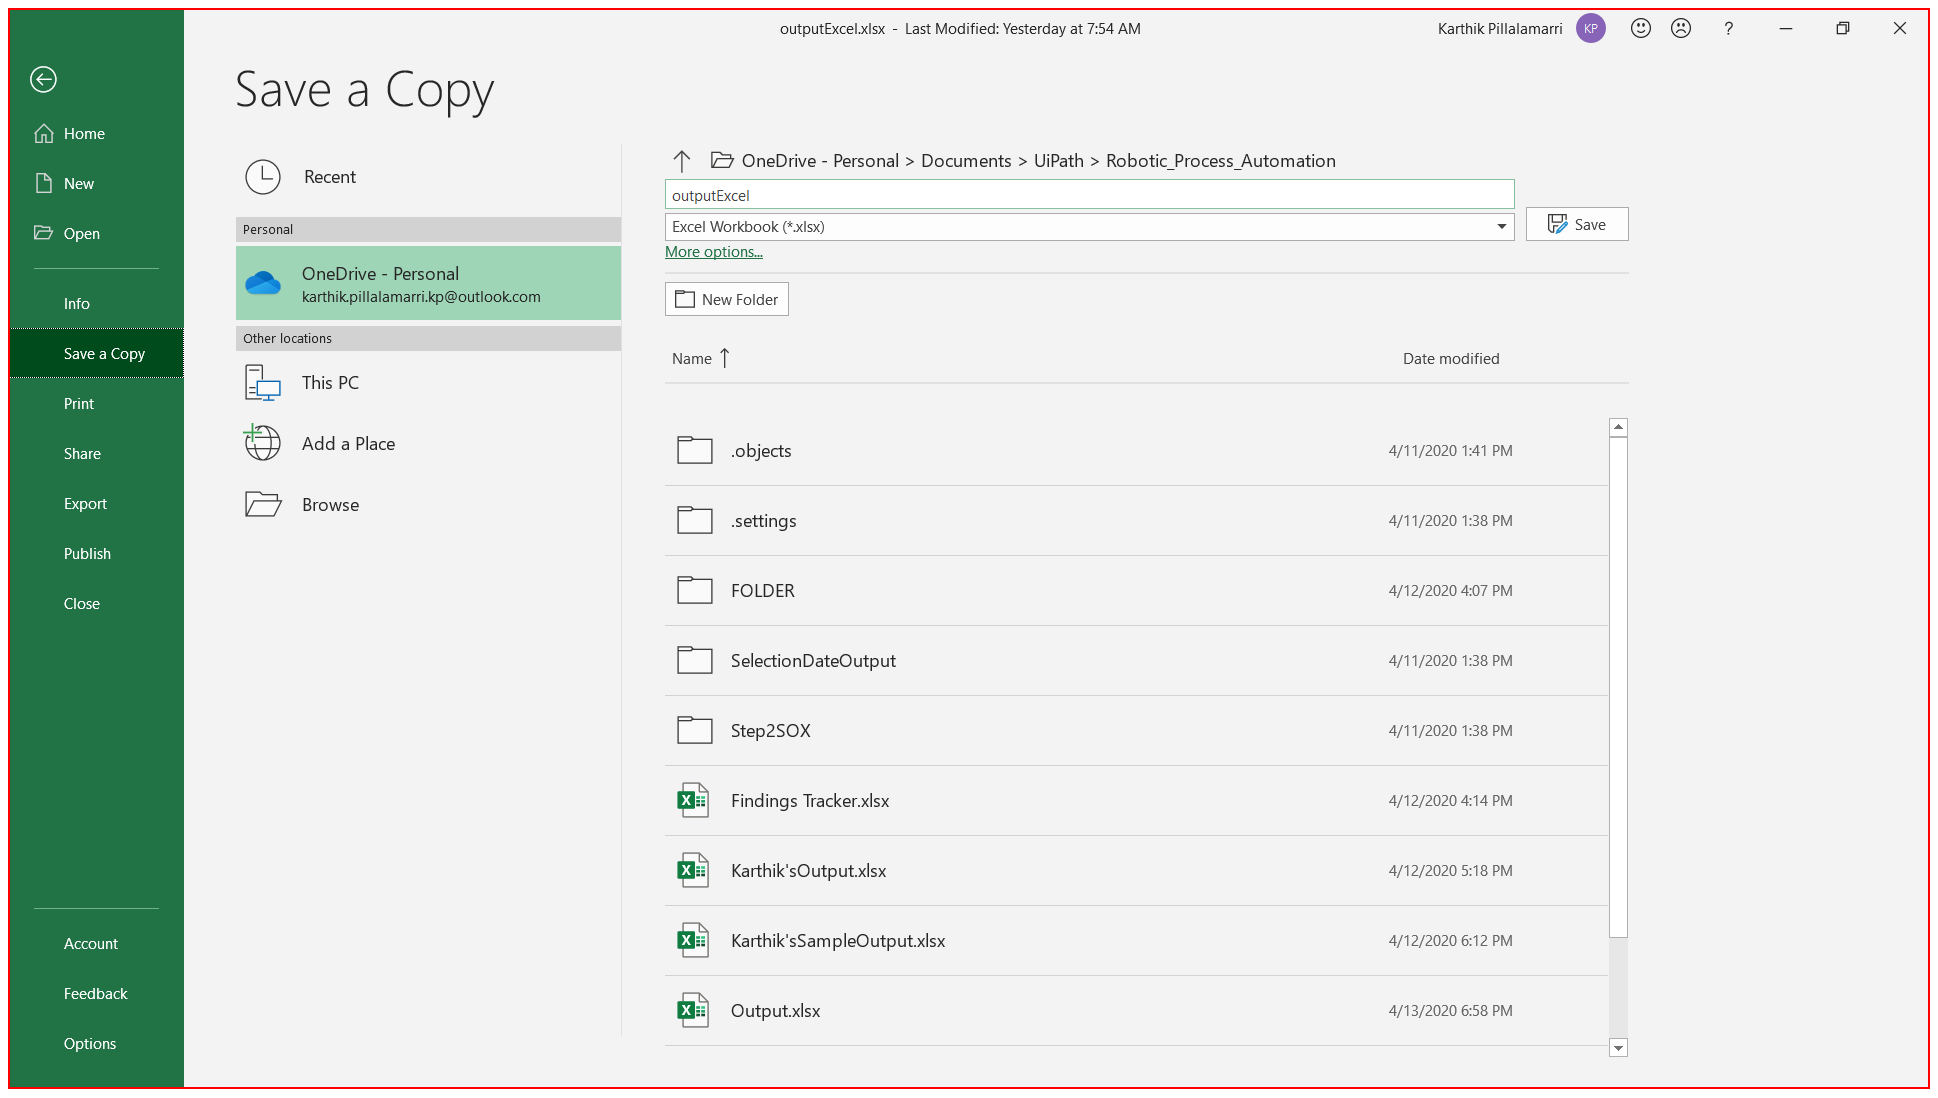 outputExcel.xlsx - Last Modified: Yesterday at 7:54 AM
Karthik Pillalamarri
KP
?
Save a Copy
Home
New
Open
Info
Save a Copy
Print
Share
Export
Publish
Close
Account
Feedback
Options
Recent
Personal
OneDrive - Personal
karthik.pillalamarri.kp@outlook.com
Other locations
This PC
Add a Place
Browse
OneDrive - Personal > Documents > UiPath > Robotic_Process_Automation
outputExcel
Excel Workbook (*.xlsx)
Save
More options...
New Folder
Name Date modified
.objects 4/11/2020 1:41 PM
.settings 4/11/2020 1:38 PM
FOLDER 4/12/2020 4:07 PM
SelectionDateOutput 4/11/2020 1:38 PM
Step2SOX 4/11/2020 1:38 PM
Findings Tracker.xlsx 4/12/2020 4:14 PM
Karthik'sOutput.xlsx 4/12/2020 5:18 PM
Karthik'sSampleOutput.xlsx 4/12/2020 6:12 PM
Output.xlsx 4/13/2020 6:58 PM